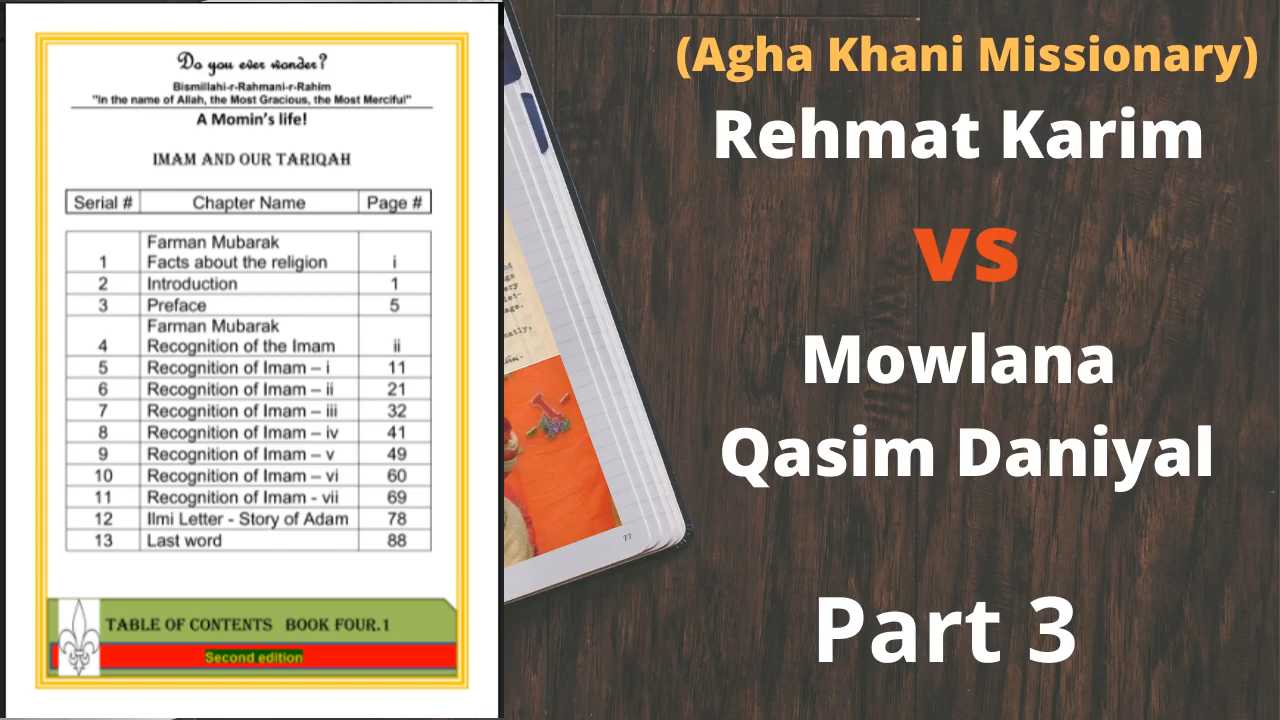 Do you ever wonder?
Bismillahi-r-Rahmani-r-Rahim
"In the name of Allah, the Most Gracious, the Most Merciful"
A Momin's life!
IMAM AND OUR TARIQAH
Serial # Chapter Name Page #
Farman Mubarak
1 Facts about the religion i
2 Introduction 1
3 Preface 5
Farman Mubarak
4 Recognition of the Imam ii
5 Recognition of Imam – i 11
6 Recognition of Imam – ii 21
7 Recognition of Imam – iii 32
8 Recognition of Imam – iv 41
9 Recognition of Imam – v 49
10 Recognition of Imam – vi 60
11 Recognition of Imam - vii 69
12 Ilmi Letter - Story of Adam 78
13 Last word 88
TABLE OF CONTENTS BOOK FOUR.1
Second edition
77
(Agha Khani Missionary)
Rehmat Karim
vs
Mowlana
Qasim Daniyal
Part 3